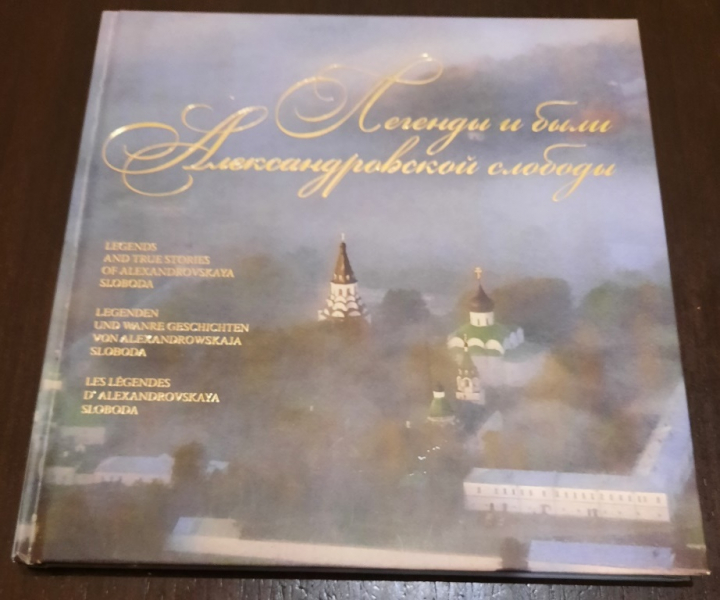 Легенды и были
Александровской слободы
LEGENDS
AND TRUE STORIES
OF ALEXANDROVSKAYA
SLOBODA
LEGENDEN
UND WANRE GESCHICHTEN
VON ALEXANDROWSKAJA
SLOBODA
LES LÉGENDES
D' ALEXANDROVSKAYA
SLOBODA